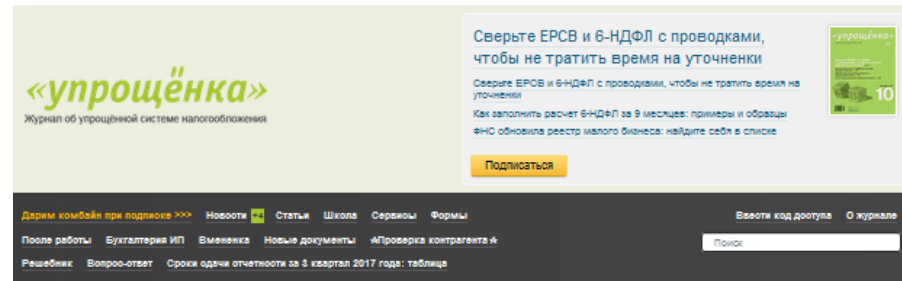 «упрощёнка»
Журнал об упрощённой системе налогообложения
Сверьте ЕРСВ и 6-НДФЛ с проводками,
чтобы не тратить время на уточненки
Сверьте ЕРСВ и 6-НДФЛ с проводками, чтобы не тратить время на
уточненки
Как заполнить расчет 6-НДФЛ за 9 месяцев: примеры и образцы
ФНС обновила реестр малого бизнеса: найдите себя в списке
Подписаться
«упрощёнка»
10
Дарим комбайн при подписке >>> Новости +4 Статьи Школа Сервисы Формы
Ввести код доступа О журнале
После работы Бухгалтерия ИП Вмененка Новые документы ☆Проверка контрагента☆
Поиск
Решебник Вопрос-ответ Сроки сдачи отчетности за 3 квартал 2017 года: таблица